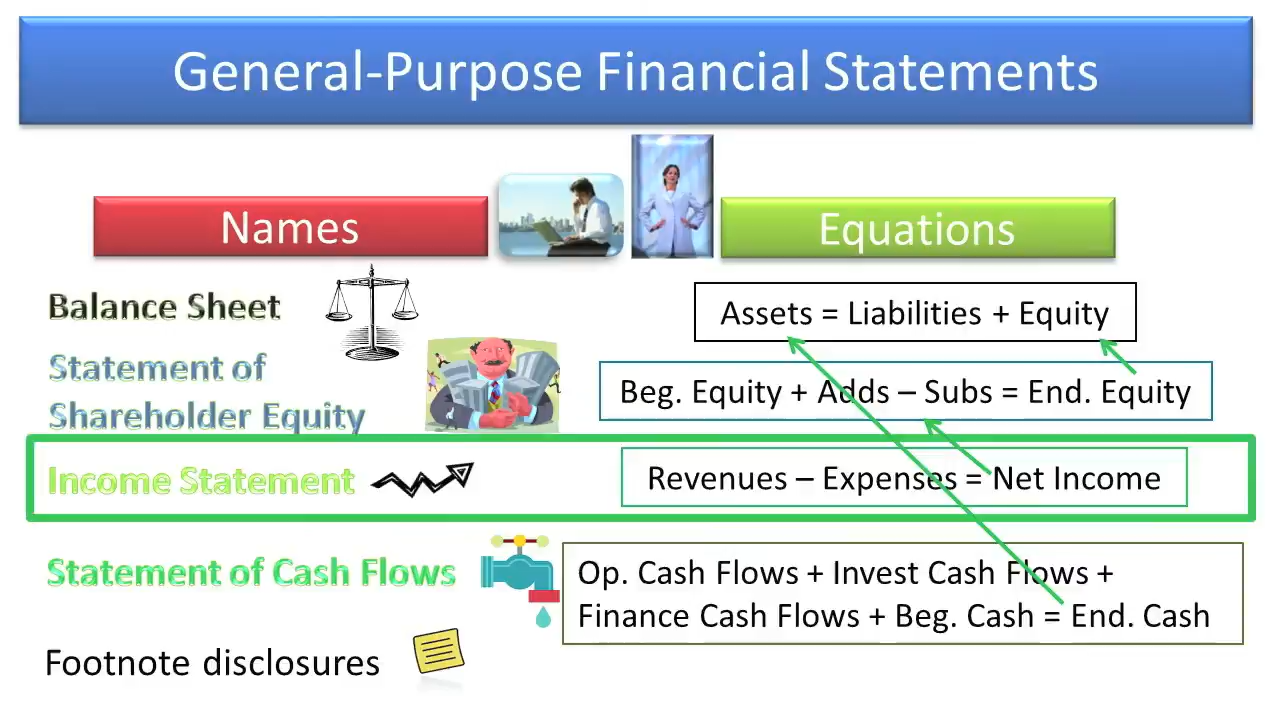 General-Purpose Financial Statements
Names
Equations
Balance Sheet
Assets = Liabilities + Equity
Statement of
Shareholder Equity
Beg. Equity + Adds – Subs = End. Equity
Income Statement
Revenues – Expenses = Net Income
Statement of Cash Flows
Op. Cash Flows + Invest Cash Flows +
Finance Cash Flows + Beg. Cash = End. Cash
Footnote disclosures